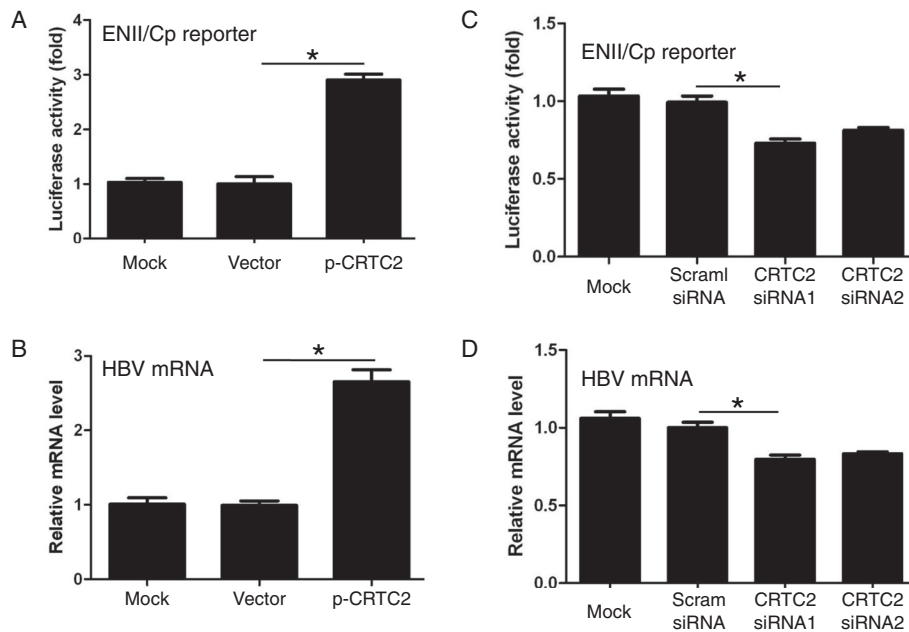 A
ENII/Cp reporter
*
Luciferase activity (fold)
4
3
2
1
0
Mock
Vector
p-CRTC2
B
HBV mRNA
*
Relative mRNA level
3
2
1
0
Mock
Vector
p-CRTC2
C
ENII/Cp reporter
*
Luciferase activity (fold)
1.5
1.0
0.5
0.0
Mock
Scraml
siRNA
CRTC2
siRNA1
CRTC2
siRNA2
D
HBV mRNA
*
Relative mRNA level
1.5
1.0
0.5
0.0
Mock
Scram
siRNA
CRTC2
siRNA1
CRTC2
siRNA2